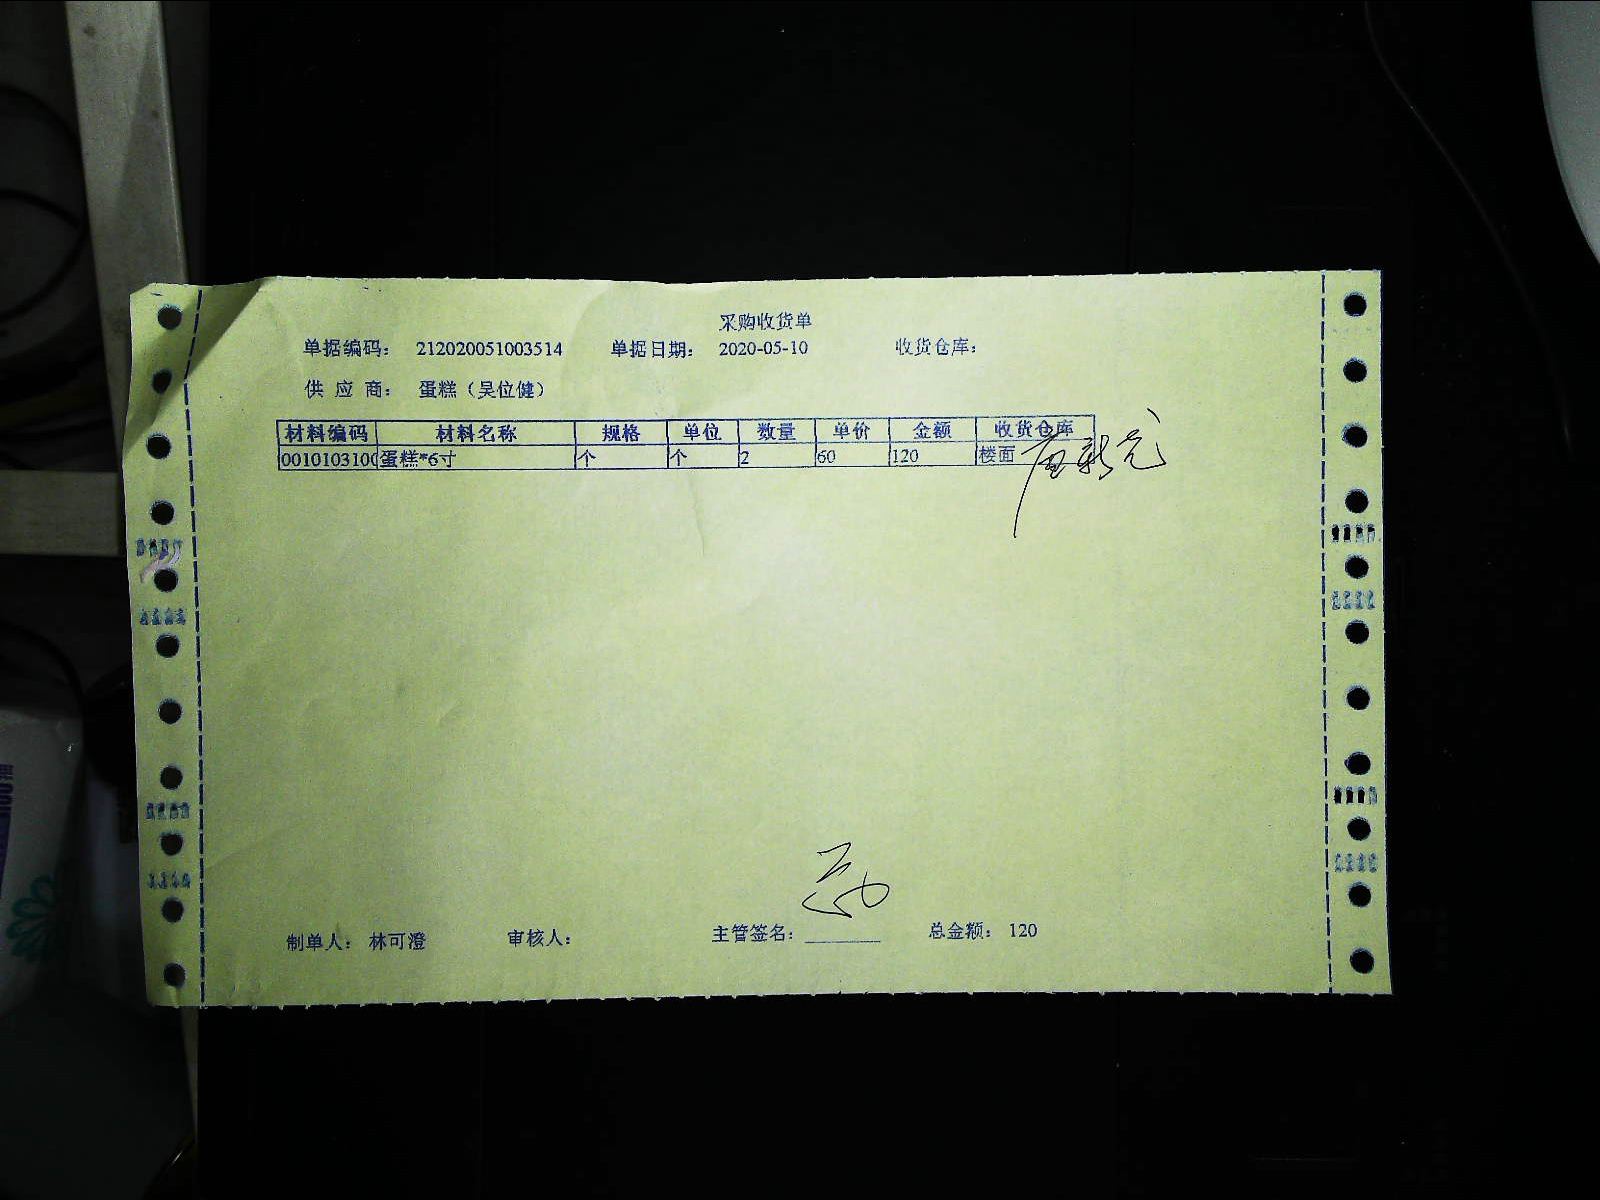 采购收货单
单据编码： 212020051003514 单据日期： 2020-05-10 收货仓库：
供 应 商： 蛋糕（吴位健）
材料编码 材料名称 规格 单位 数量 单价 金额 收货仓库
0010103100 蛋糕*6寸 个 个 2 60 120 楼面
制单人： 林可澄 审核人： 主管签名： 总金额： 120